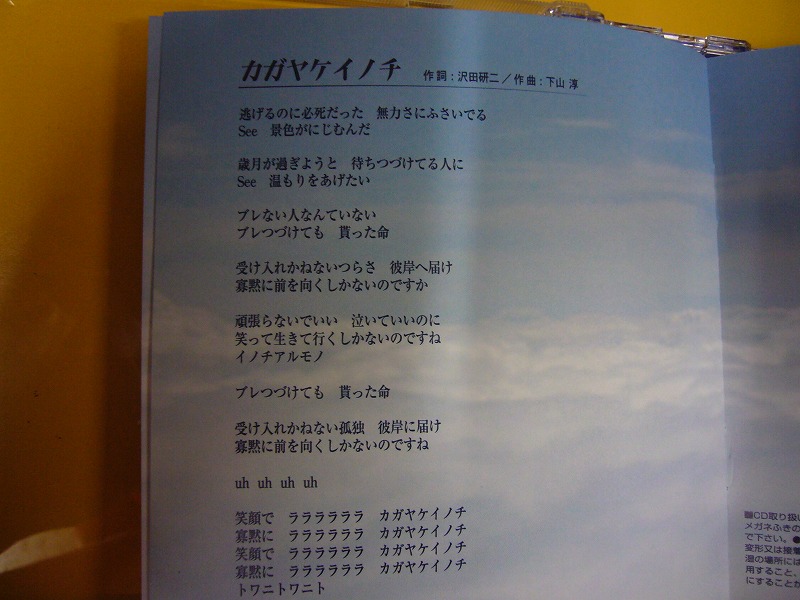 カガヤケイノチ　作詞：沢田研二／作曲：下山 淳
逃げるのに必死だった　無力さにふさいでる
See　景色がにじむんだ
歳月が過ぎようと　待ちつづけてる人に
See　温もりをあげたい
ブレない人なんていない
ブレつづけても　貰った命
受け入れかねないつらさ　彼岸へ届け
寡黙に前を向くしかないのですか
頑張らないでいい　泣いていいのに
笑って生きて行くしかないのですね
イノチアルモノ
ブレつづけても　貰った命
受け入れかねない孤独　彼岸に届け
寡黙に前を向くしかないのですね
uh uh uh uh
笑顔で　ラララララララ　カガヤケイノチ
寡黙に　ラララララララ　カガヤケイノチ
笑顔で　ラララララララ　カガヤケイノチ
寡黙に　ラララララララ　カガヤケイノチ
トワニトワニト
■CD取り扱い
メガネふきの
で下さい。●
変形又は接着
湿の場所には
用すること、
にすることが